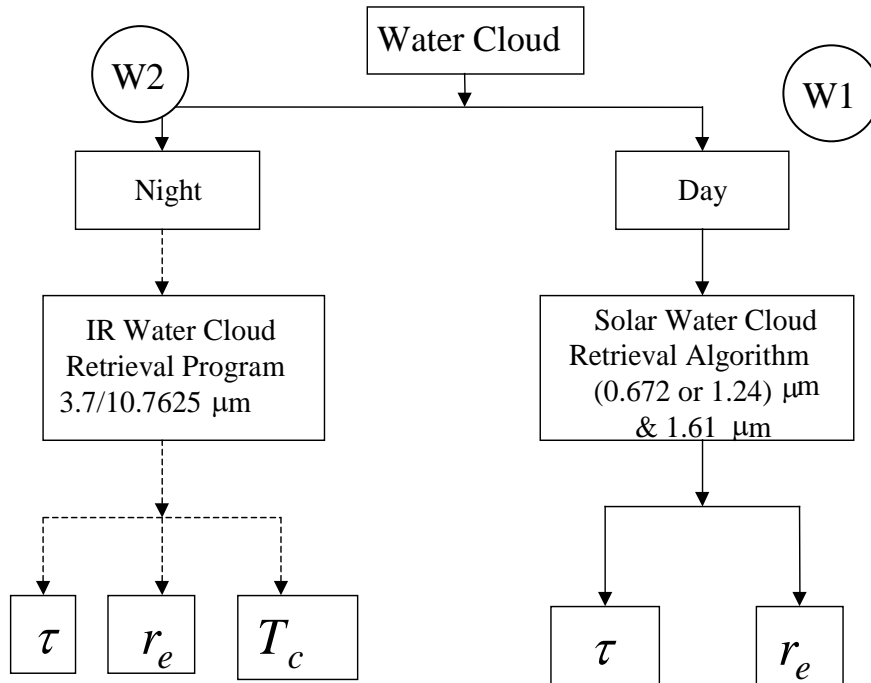 Water Cloud
W2
W1
Night
Day
IR Water Cloud
Retrieval Program
3.7/10.7625 μm
Solar Water Cloud
Retrieval Algorithm
(0.672 or 1.24) μm
& 1.61 μm
τ
r_e
T_c
τ
r_e